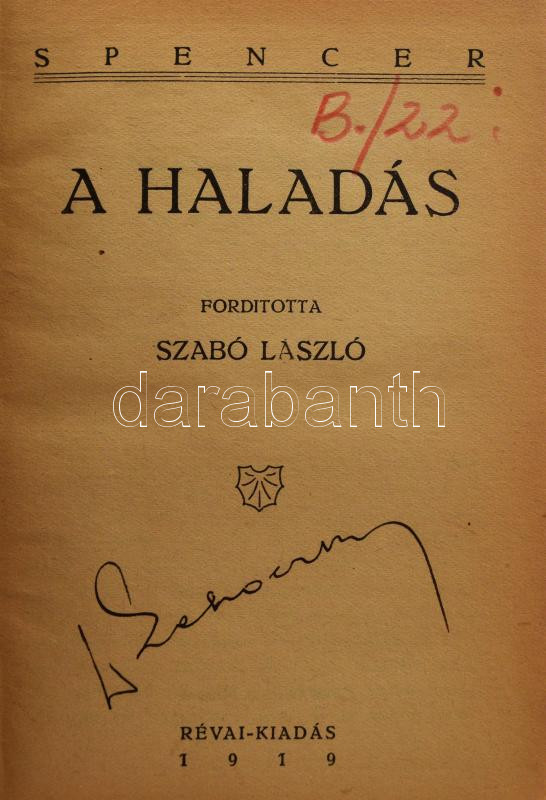 SPENCER
B./22.
A HALADÁS
FORDITOTTA
SZABÓ LÁSZLÓ
darabanth
RÉVAI-KIADÁS
1919